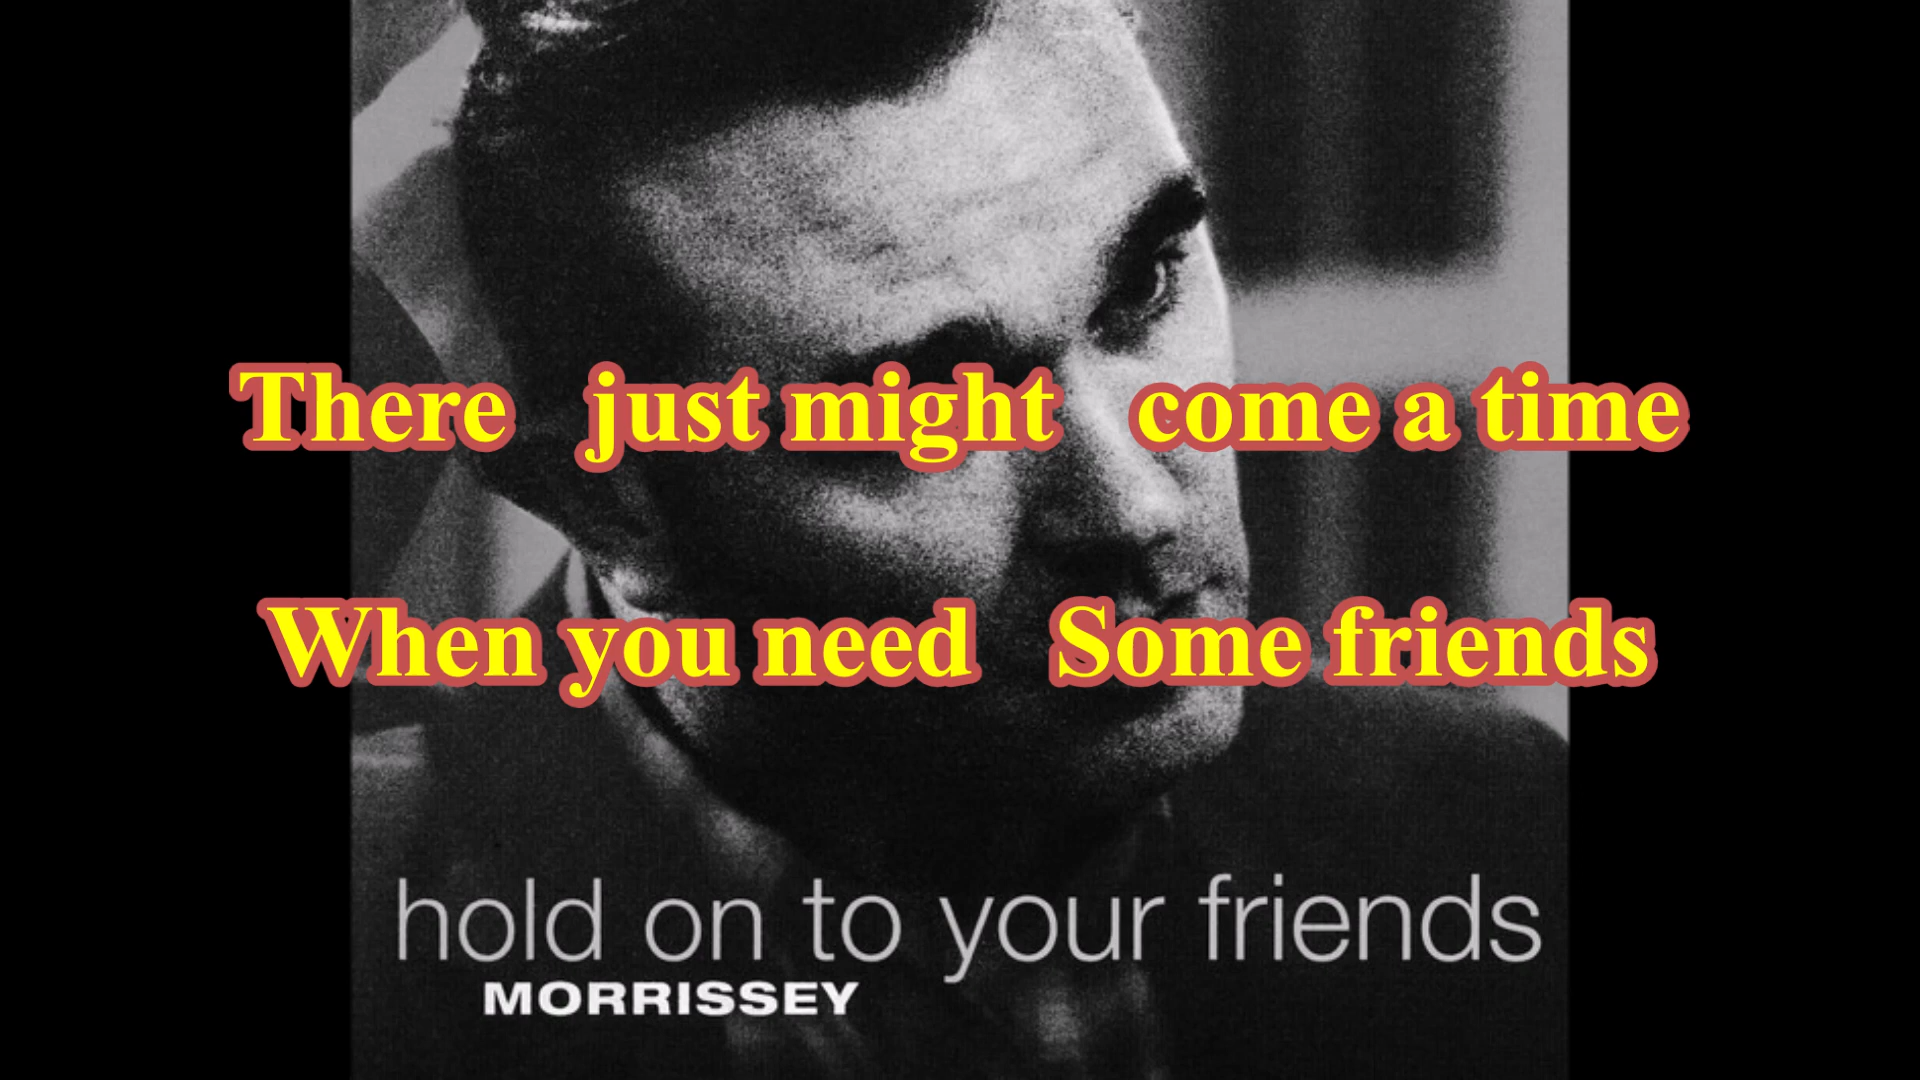 There just might come a time
When you need Some friends
hold on to your friends
MORRISSEY